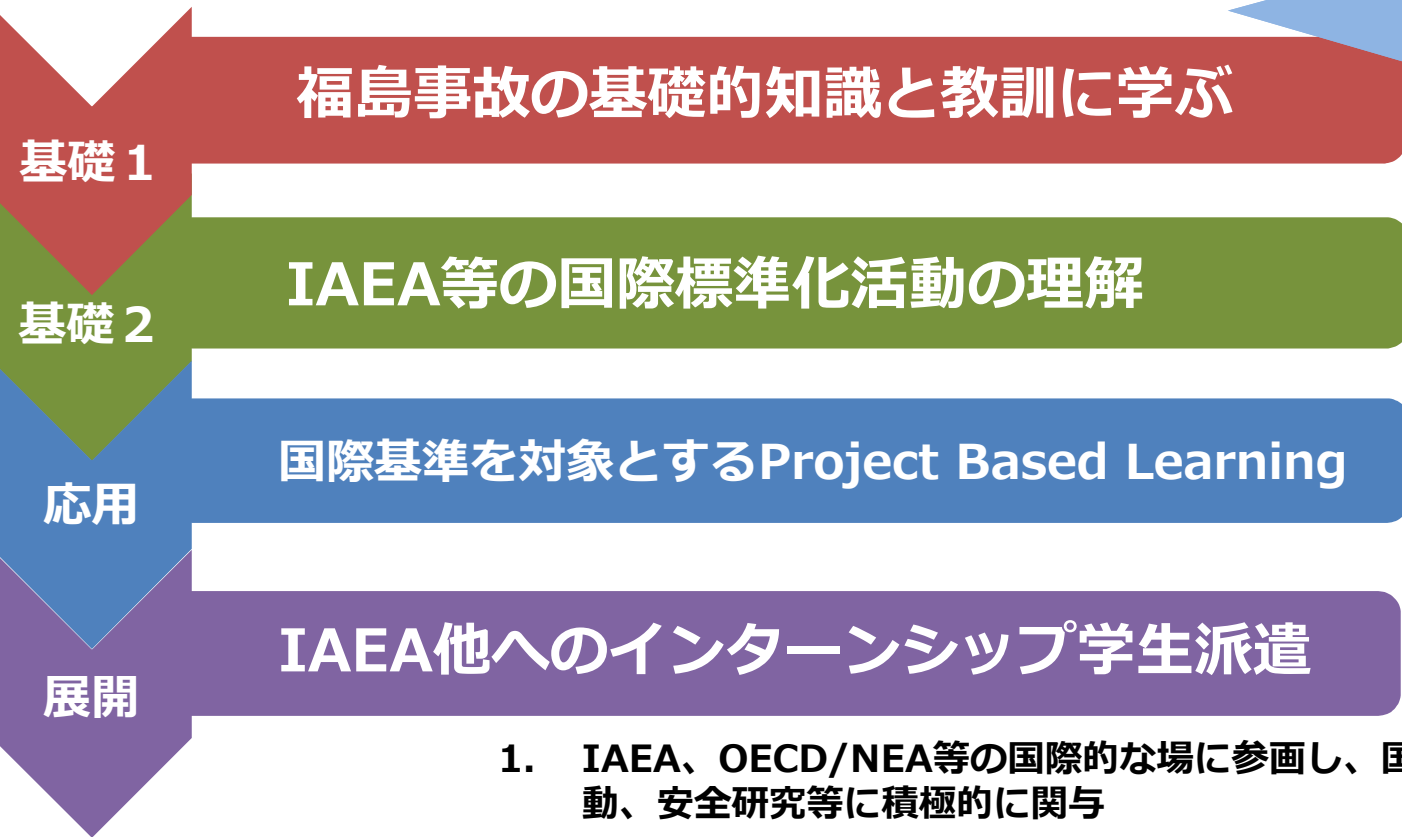 福島事故の基礎的知識と教訓に学ぶ
基礎１
IAEA等の国際標準化活動の理解
基礎２
国際基準を対象とするProject Based Learning
応用
IAEA他へのインターンシップ学生派遣
展開
1. IAEA、OECD/NEA等の国際的な場に参画し、国
動、安全研究等に積極的に関与